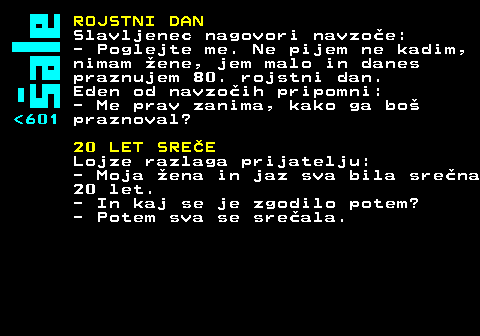 Šale
<601
ROJSTNI DAN
Slavljenec nagovori navzoče:
- Poglejte me. Ne pijem ne kadim,
nimam žene, jem malo in danes
praznujem 80. rojstni dan.
Eden od navzočih pripomni:
- Me prav zanima, kako ga boš
praznoval?
20 LET SREČE
Lojze razlaga prijatelju:
- Moja žena in jaz sva bila srečna
20 let.
- In kaj se je zgodilo potem?
- Potem sva se srečala.